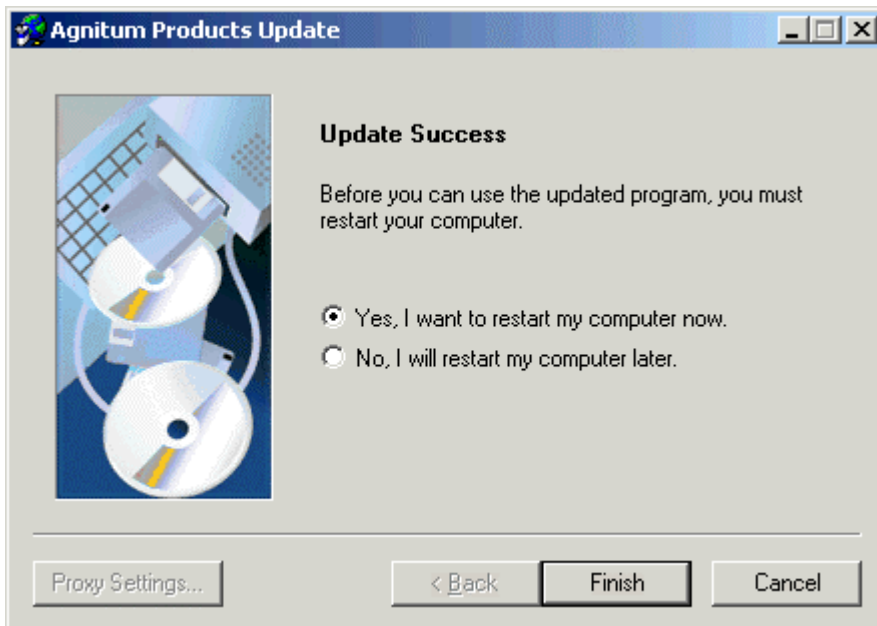 Agnitum Products Update
Update Success
Before you can use the updated program, you must
restart your computer.
Yes, I want to restart my computer now.
No, I will restart my computer later.
Proxy Settings...
< Back
Finish
Cancel